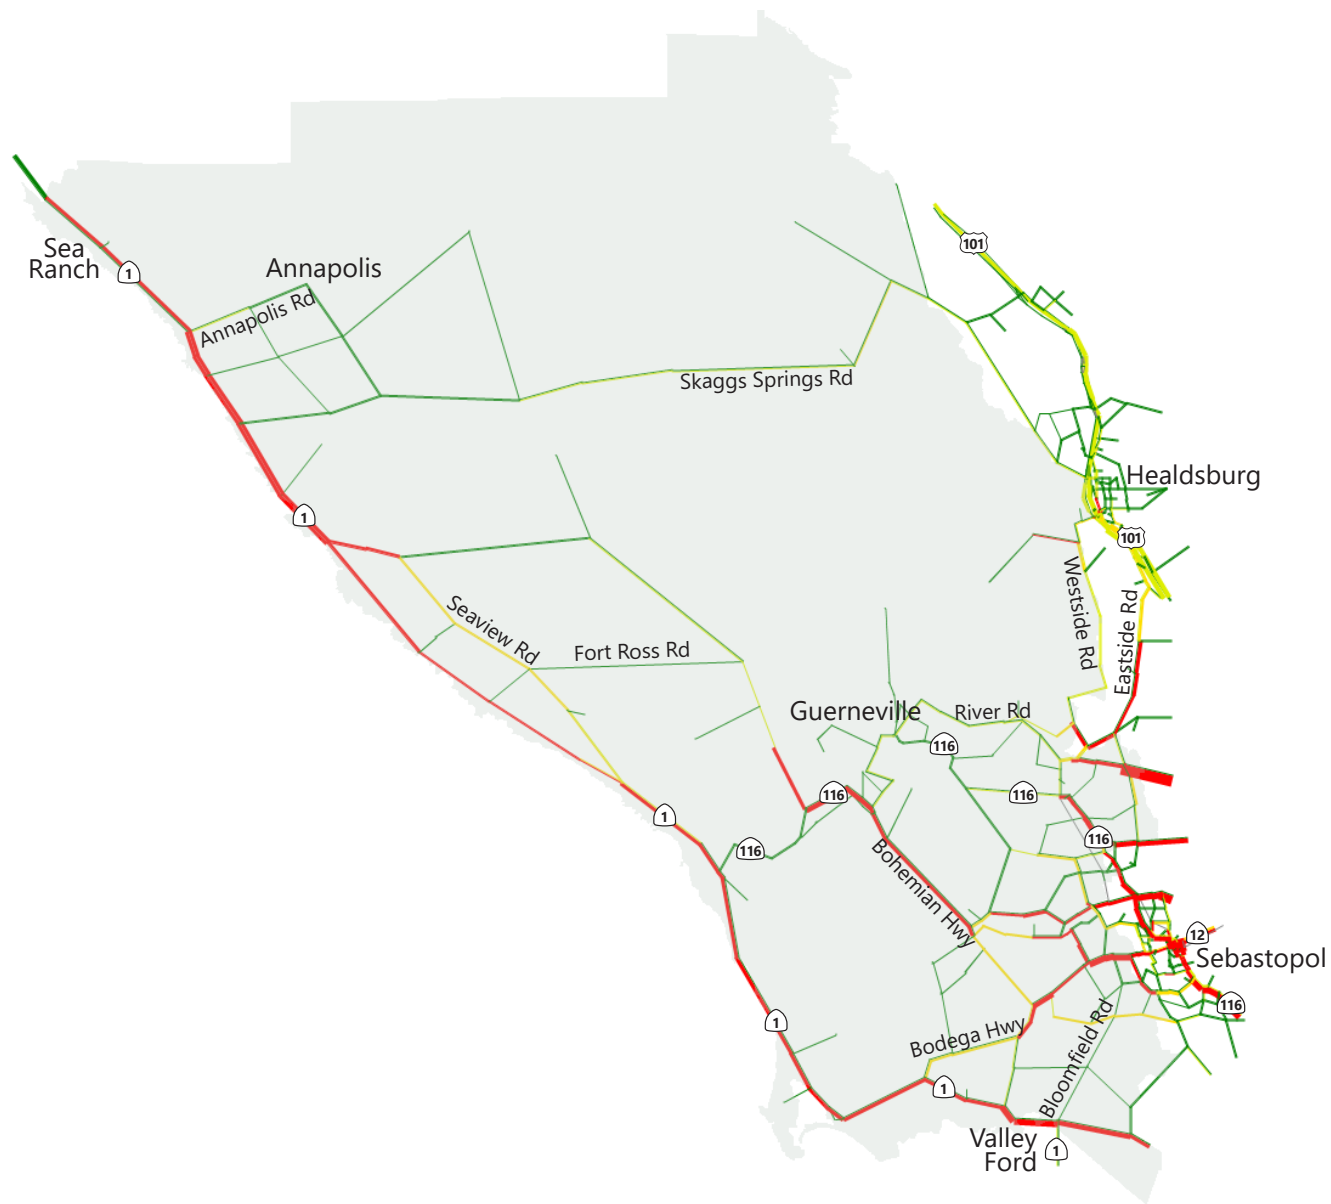 101
Sea
Ranch
1
Annapolis
Annapolis Rd
Skaggs Springs Rd
Healdsburg
1
101
Westside Rd
Eastside Rd
Seaview Rd
Fort Ross Rd
Guerneville
River Rd
116
116
116
1
116
116
Bohemian Hwy
12
Sebastopol
116
1
Bodega Hwy
Bloomfield Rd
1
Valley
Ford
1